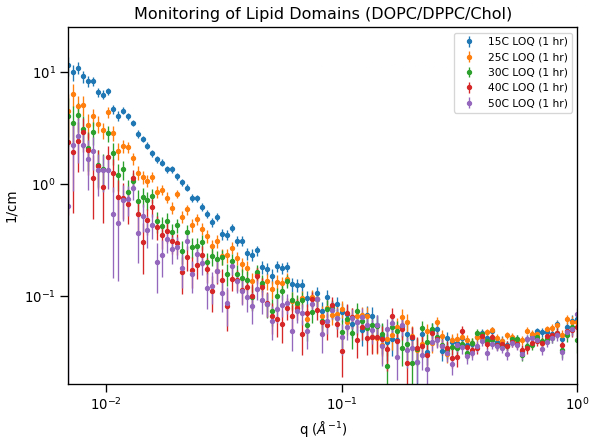 Monitoring of Lipid Domains (DOPC/DPPC/Chol)
15C LOQ (1 hr)
25C LOQ (1 hr)
30C LOQ (1 hr)
40C LOQ (1 hr)
50C LOQ (1 hr)
1/cm
10¹
10⁰
10⁻¹
10⁻² 10⁻¹ 10⁰
q (Å⁻¹)